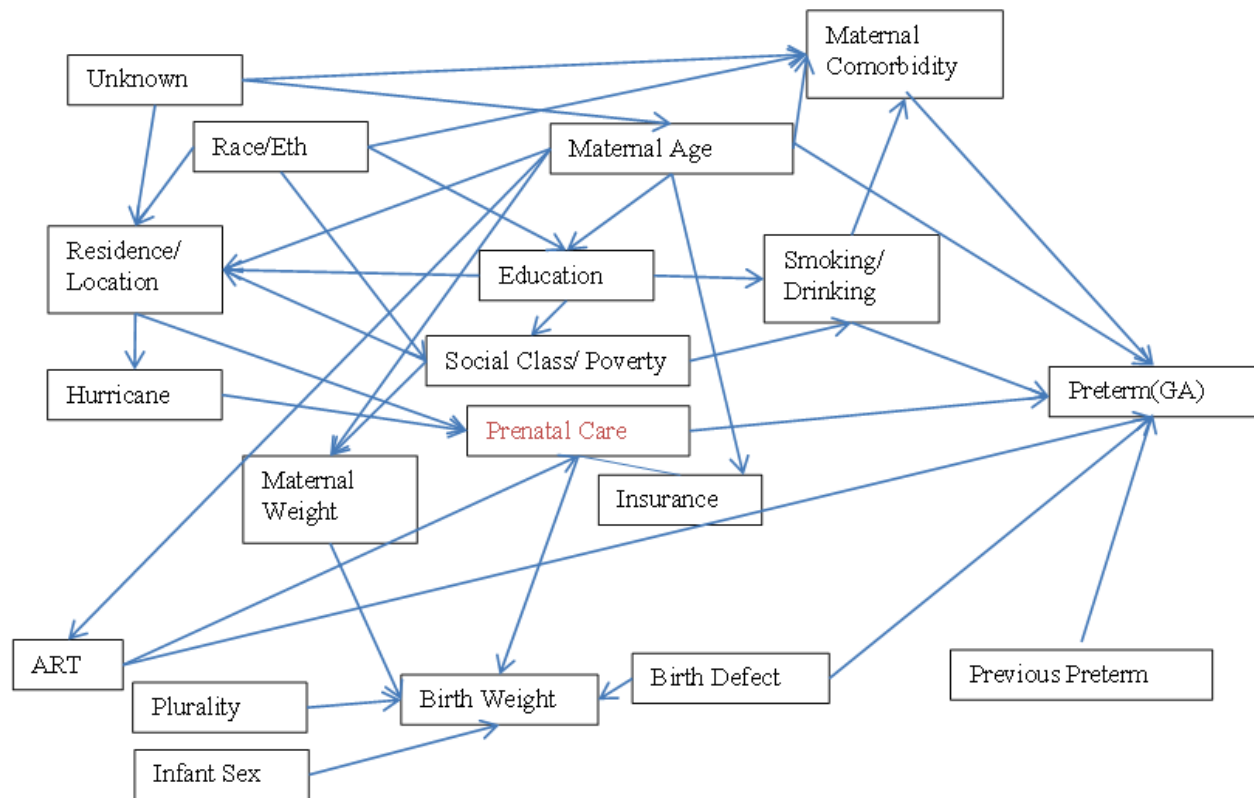 Maternal
Comorbidity
Unknown
Race/Eth
Maternal Age
Residence/
Location
Education
Smoking/
Drinking
Social Class/ Poverty
Hurricane
Preterm(GA)
Prenatal Care
Maternal
Weight
Insurance
ART
Birth Defect
Previous Preterm
Plurality
Birth Weight
Infant Sex